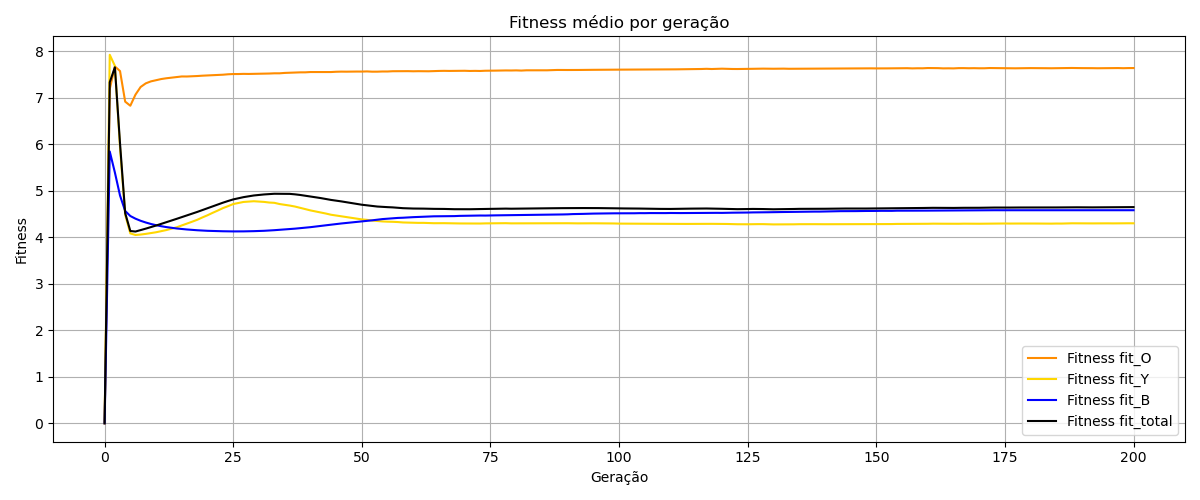 Fitness médio por geração
8
7
6
5
4
3
2
1
0
Fitness
0 25 50 75 100 125 150 175 200
Geração
Fitness fit_O
Fitness fit_Y
Fitness fit_B
Fitness fit_total